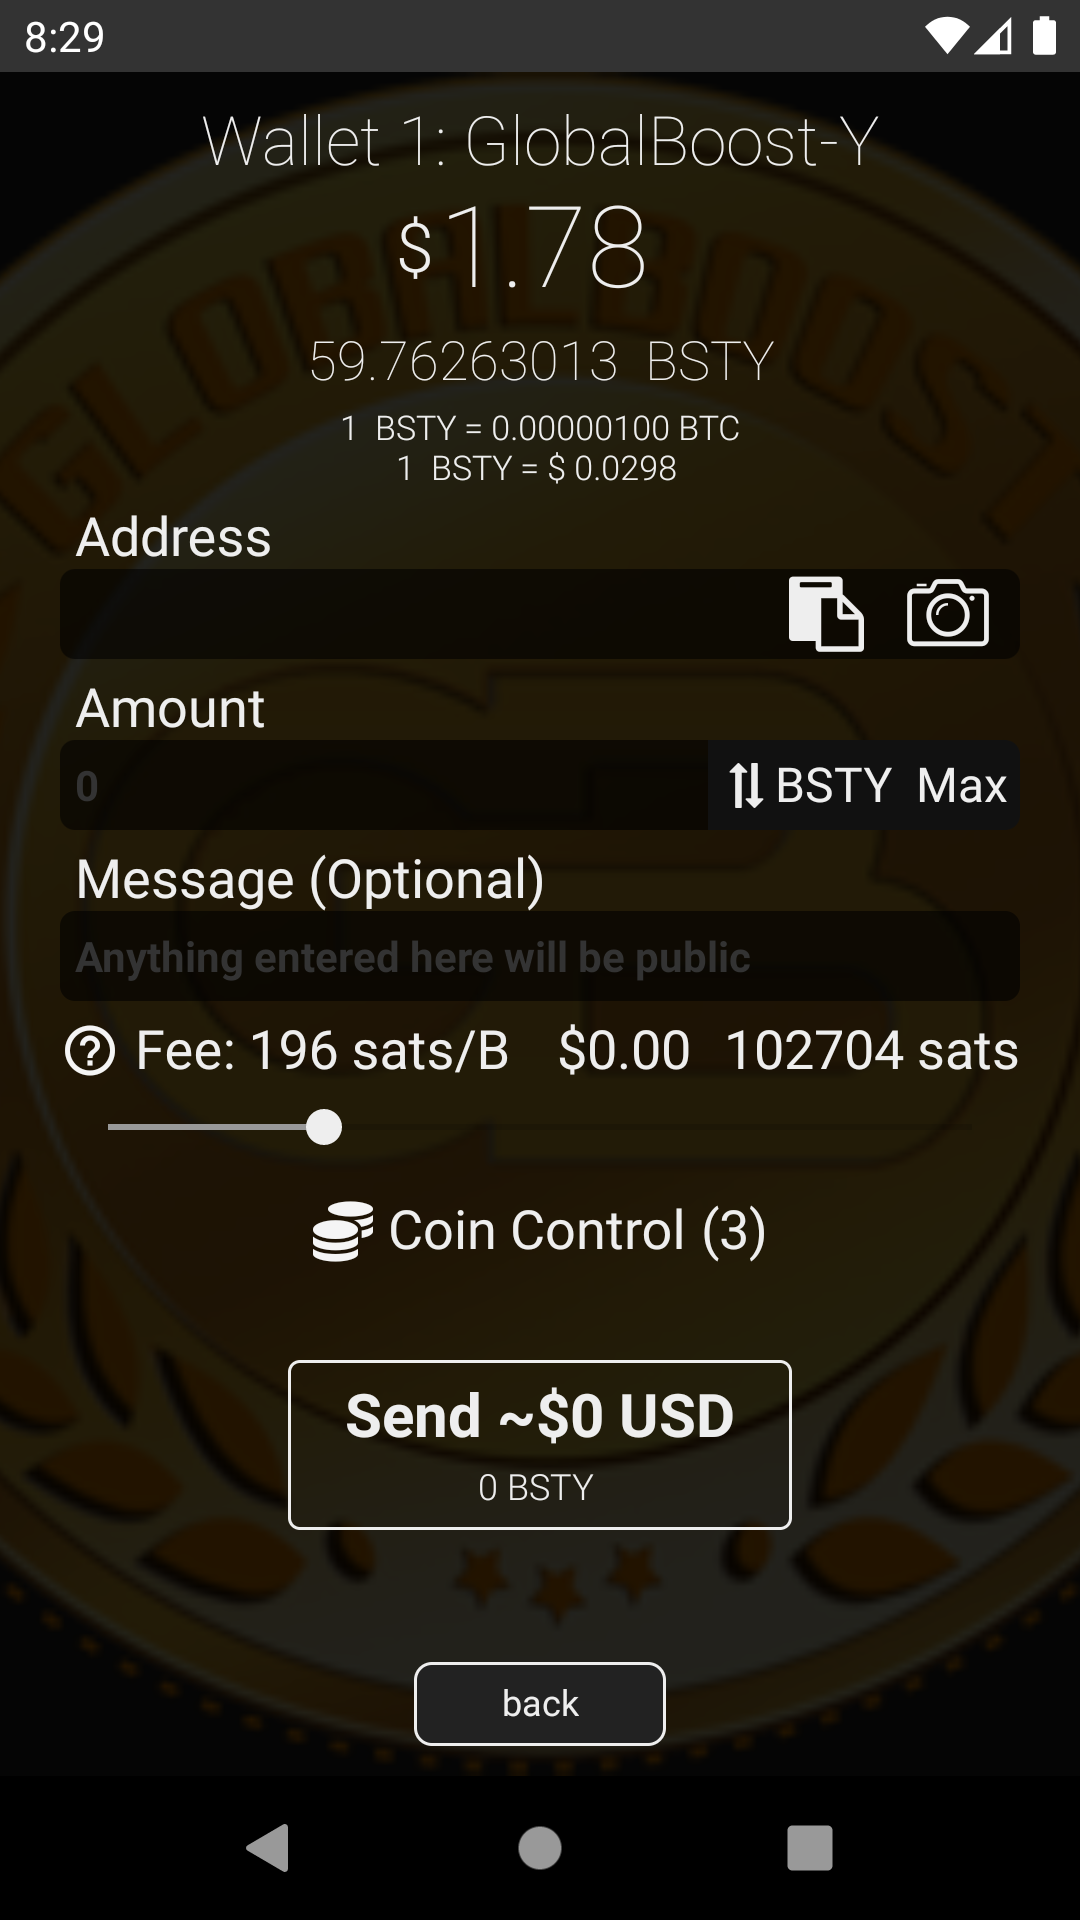 8:29
Wallet 1: GlobalBoost-Y
$1.78
59.76263013 BSTY
1 BSTY = 0.00000100 BTC
1 BSTY = $ 0.0298
Address
Amount
0 BSTY Max
Message (Optional)
Anything entered here will be public
Fee: 196 sats/B $0.00 102704 sats
Coin Control (3)
Send ~$0 USD
0 BSTY
back
GLOBALBOOST